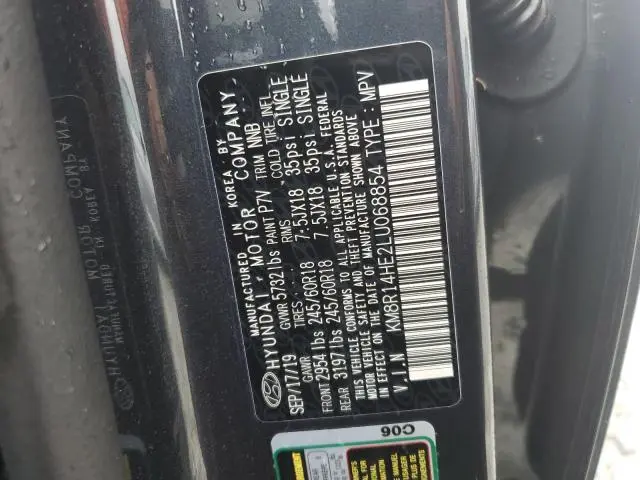 MANUFACTURED IN KOREA BY
HYUNDAI MOTOR COMPANY
SEP/17/19 GVWR 5732 lbs PAINT P7V TRIM NNB
GAWR TIRES RIMS COLD TIRE INFL
FRONT 2954 lbs 245/60R18 7.5JX18 35psi SINGLE
REAR 3197 lbs 245/60R18 7.5JX18 35psi SINGLE
THIS VEHICLE CONFORMS TO ALL APPLICABLE U.S.A. FEDERAL
MOTOR VEHICLE SAFETY AND THEFT PREVENTION STANDARDS
IN EFFECT ON THE DATE OF MANUFACTURE SHOWN ABOVE
V.I.N KM8R14HE2LU068854 TYPE : MPV
C06